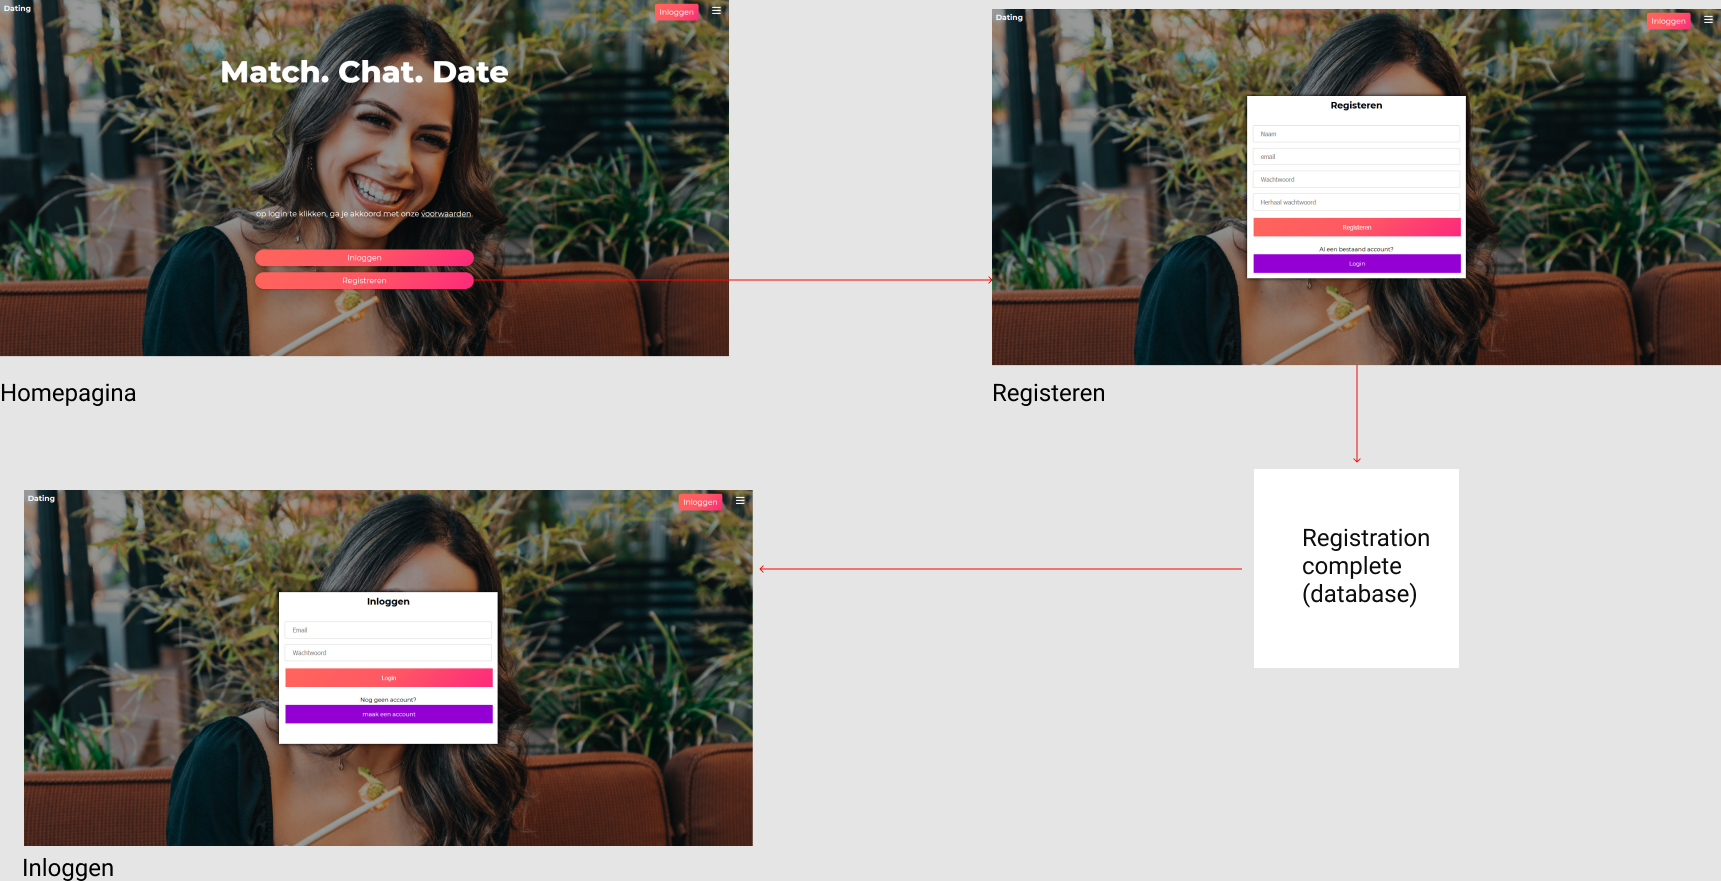 Dating
Inloggen
Match. Chat. Date
op login te klikken, ga je akkoord met onze voorwaarden.
Inloggen
Registreren
Homepagina
Dating
Inloggen
Registeren
Naam
email
Wachtwoord
Herhaal wachtwoord
Registeren
Al een bestaand account?
Login
Registeren
Registration
complete
(database)
Dating
Inloggen
Inloggen
Email
Wachtwoord
Login
Nog geen account?
maak een account
Inloggen